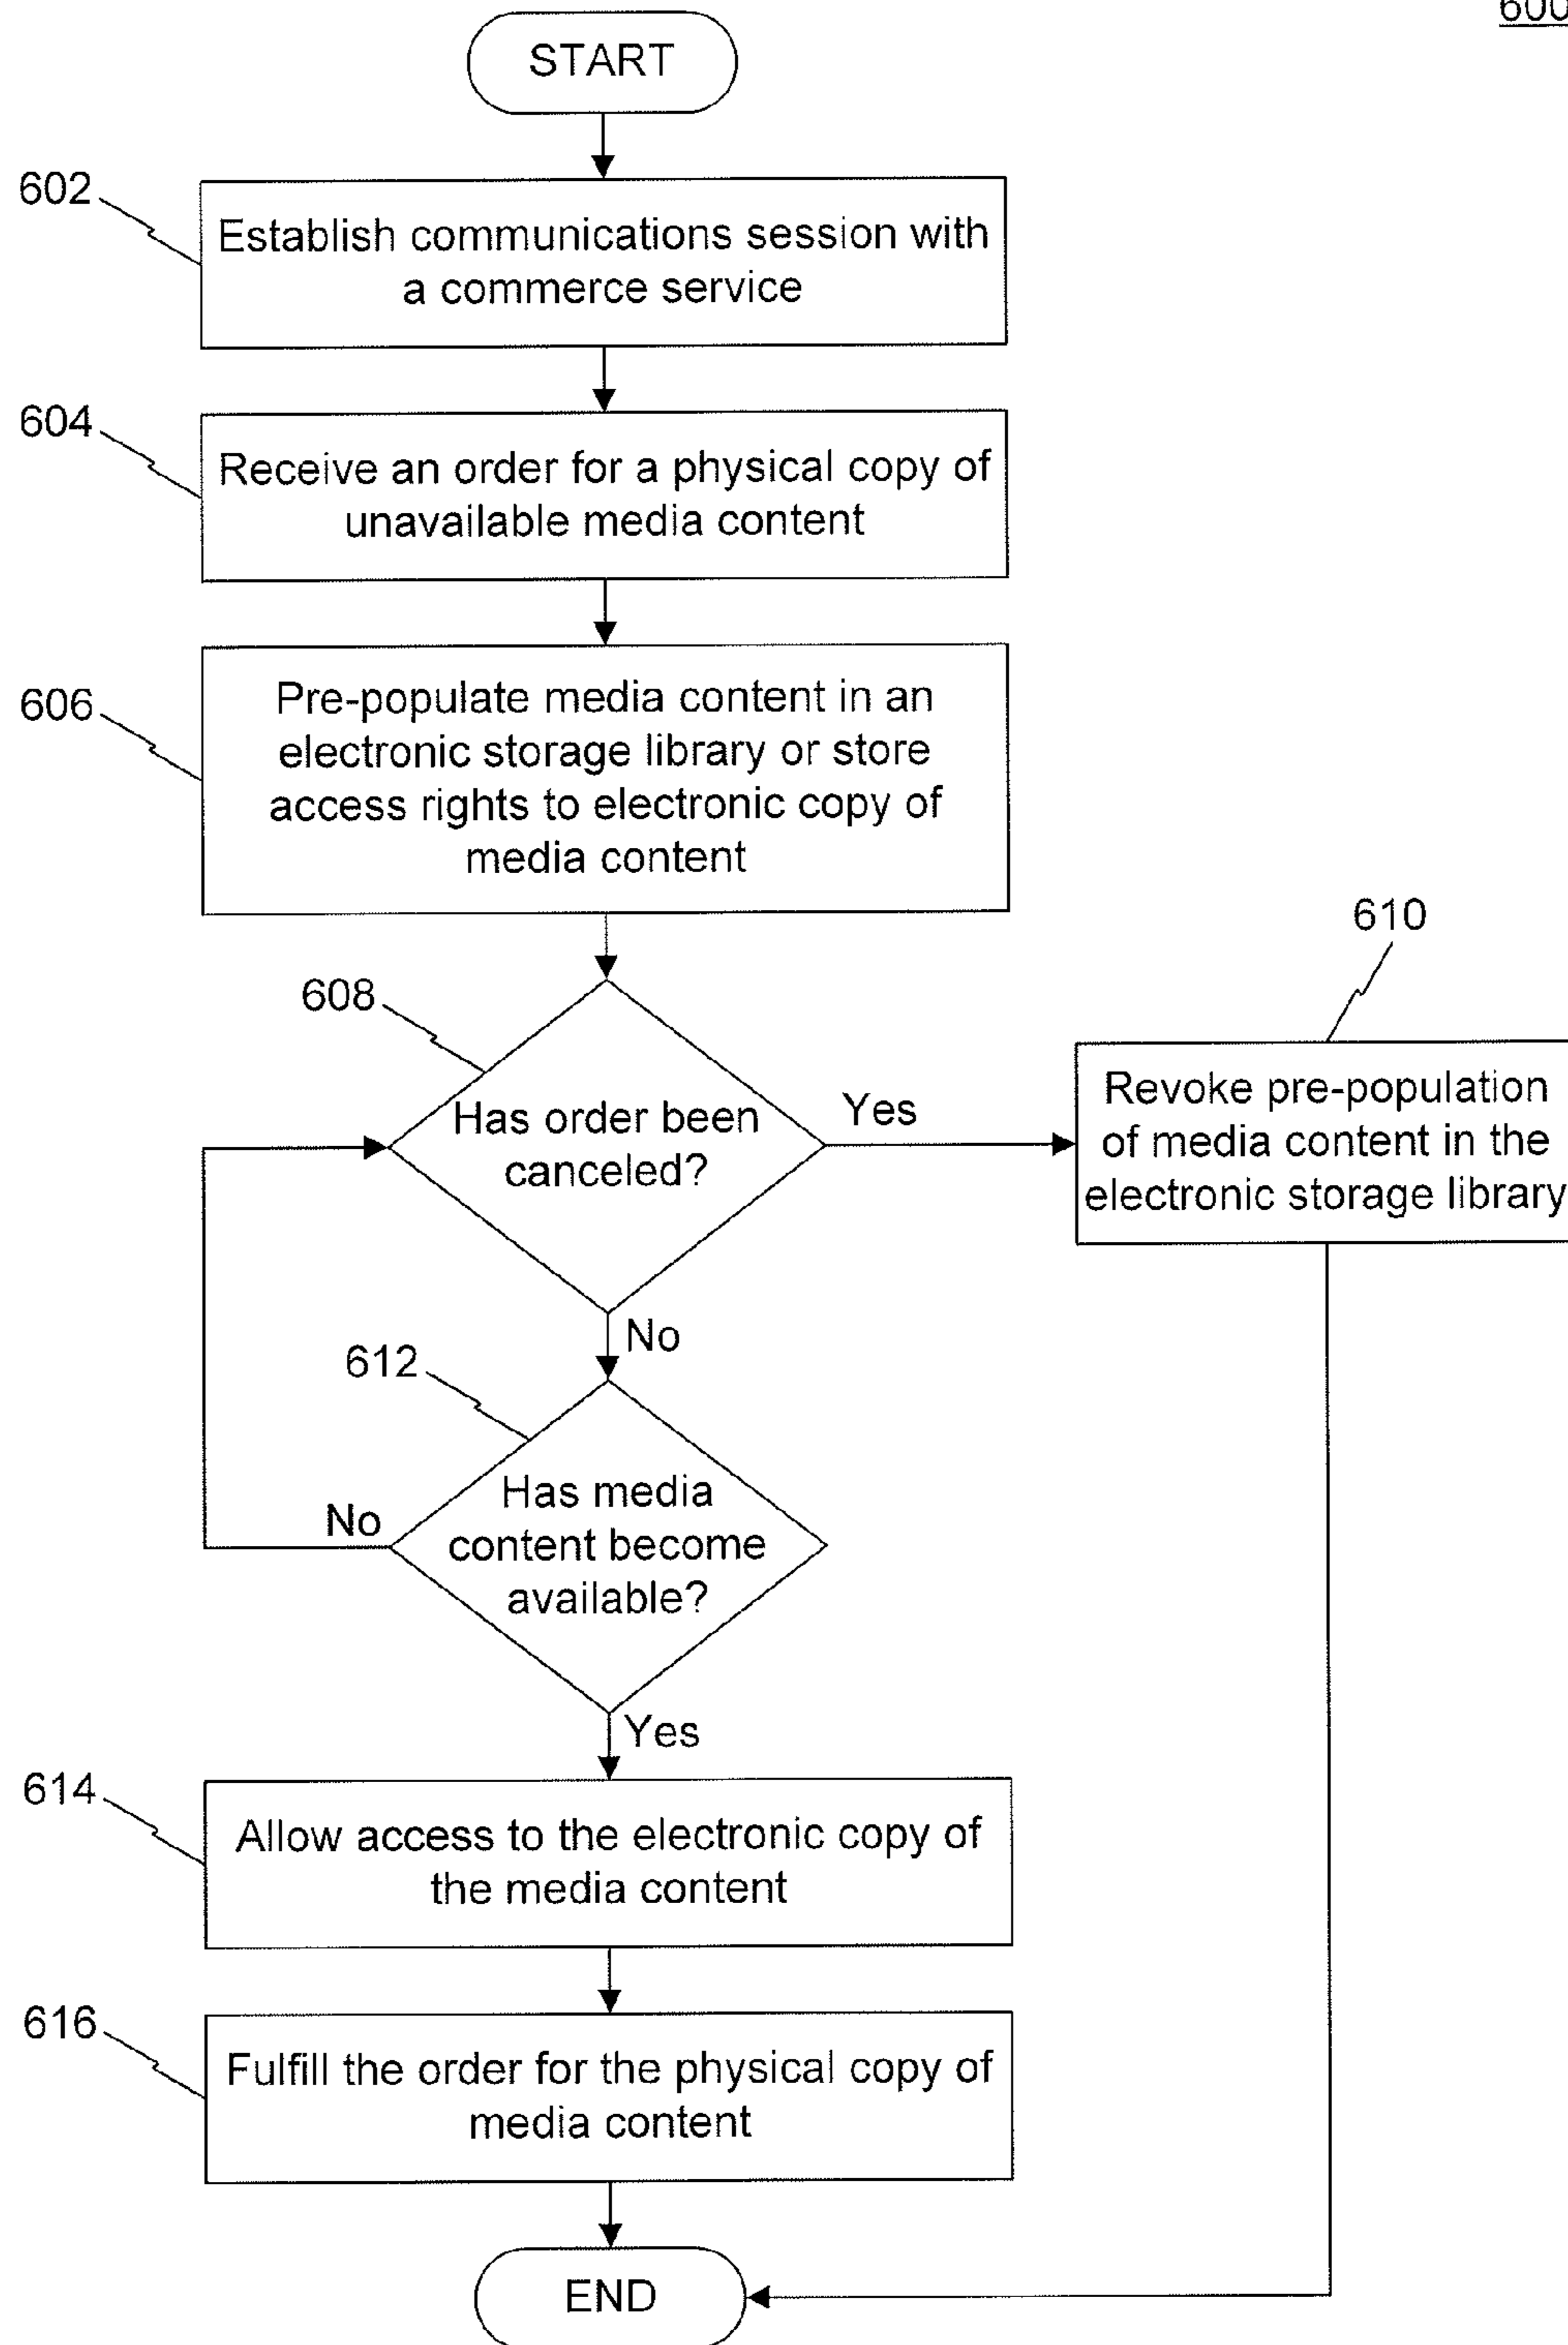 600
START
602
Establish communications session with
a commerce service
604
Receive an order for a physical copy of
unavailable media content
606
Pre-populate media content in an
electronic storage library or store
access rights to electronic copy of
media content
608
Has order been
canceled?
Yes
610
Revoke pre-population
of media content in the
electronic storage library
No
612
Has media
content become
available?
No
Yes
614
Allow access to the electronic copy of
the media content
616
Fulfill the order for the physical copy of
media content
END